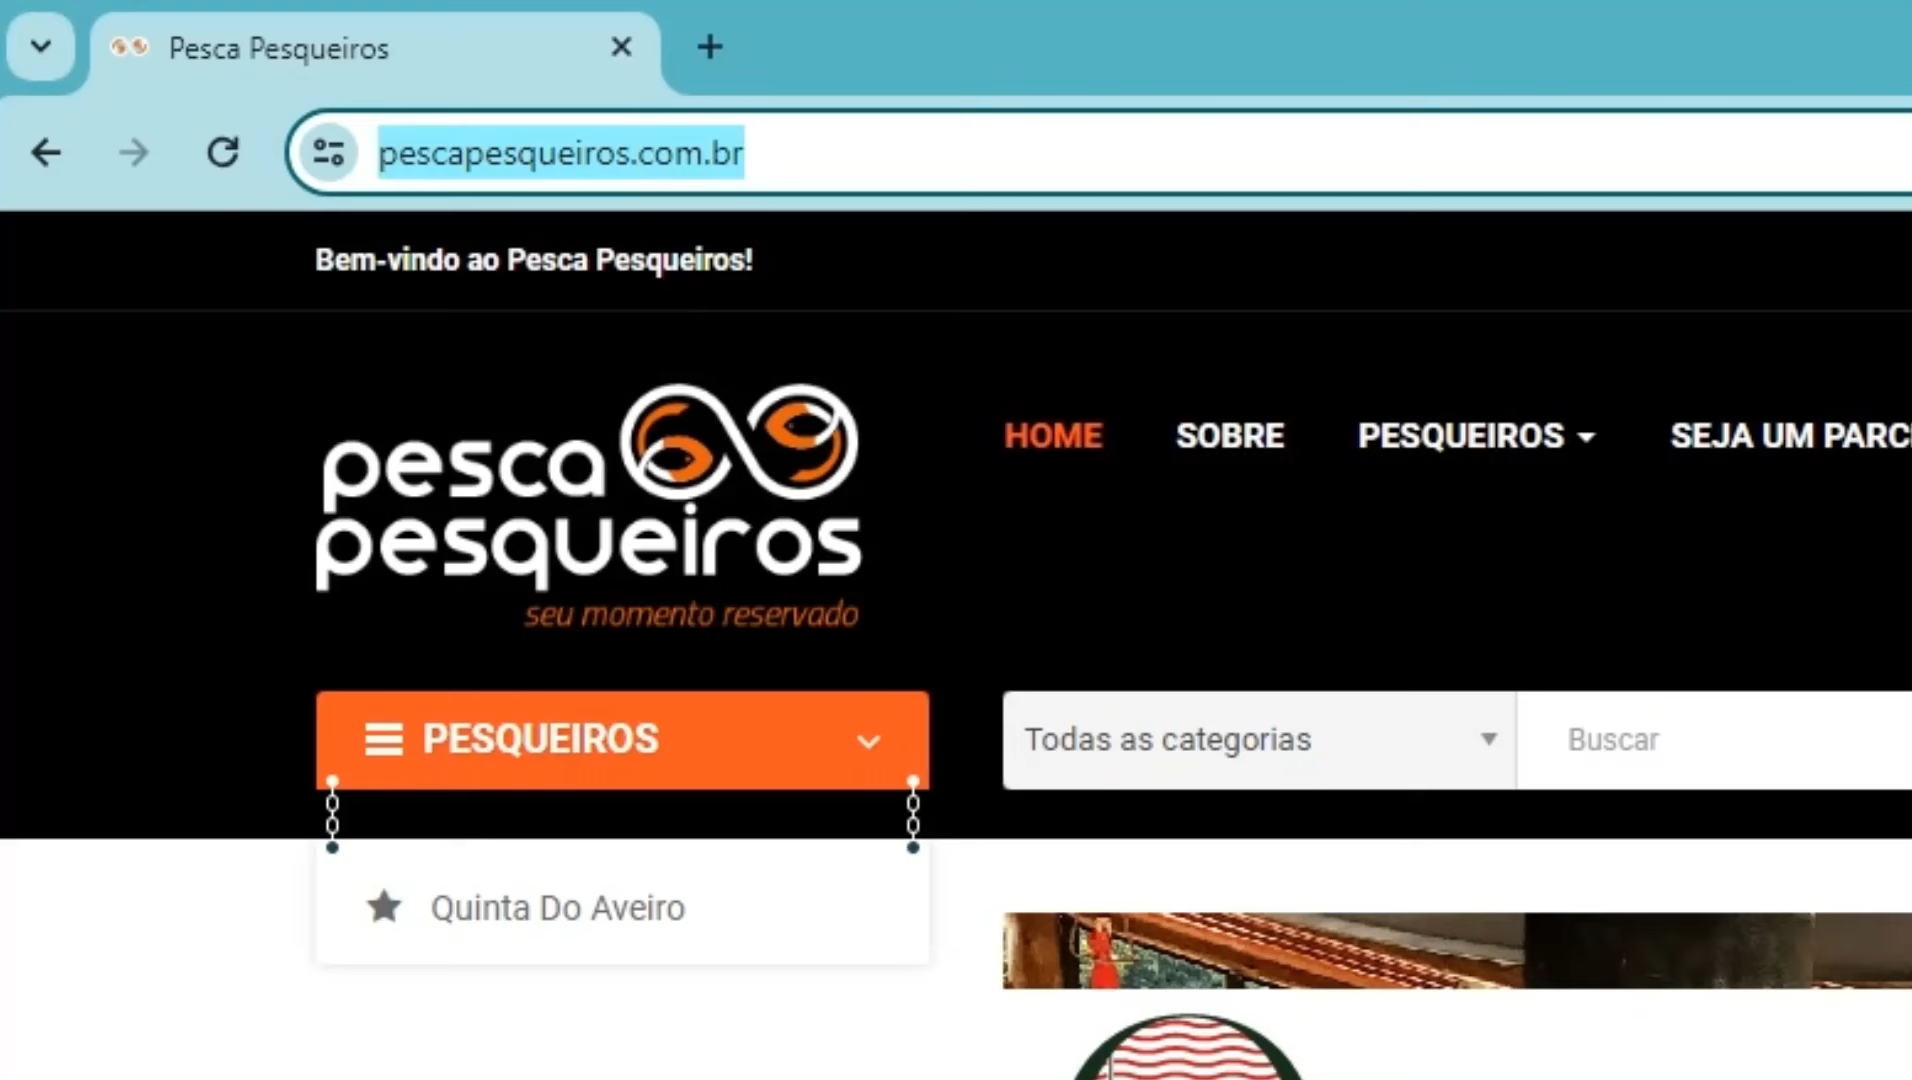 Pesca Pesqueiros
pescapesqueiros.com.br
Bem-vindo ao Pesca Pesqueiros!
pesca
pesqueiros
seu momento reservado
HOME SOBRE PESQUEIROS SEJA UM PARC
PESQUEIROS
Todas as categorias
Buscar
Quinta Do Aveiro